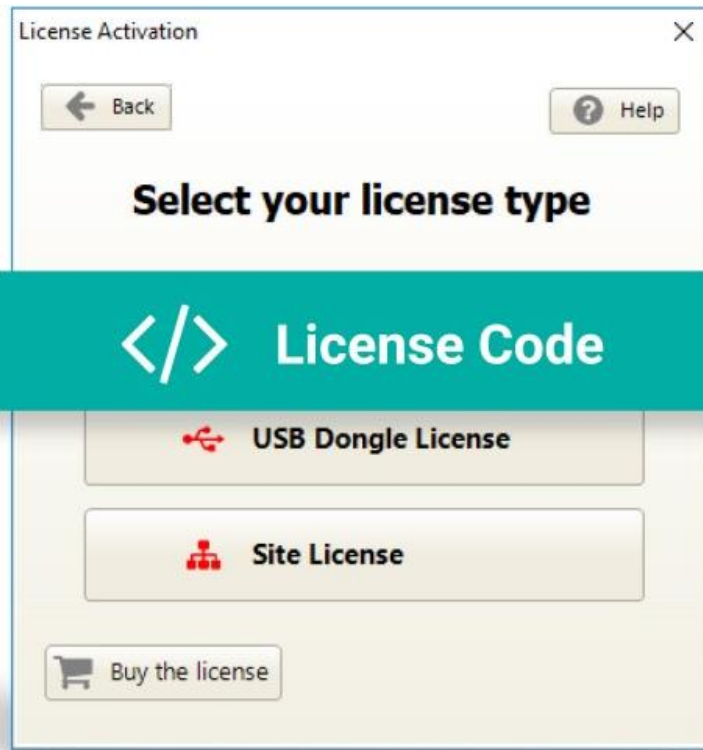 License Activation
Back
Help
Select your license type
</> License Code
USB Dongle License
Site License
Buy the license